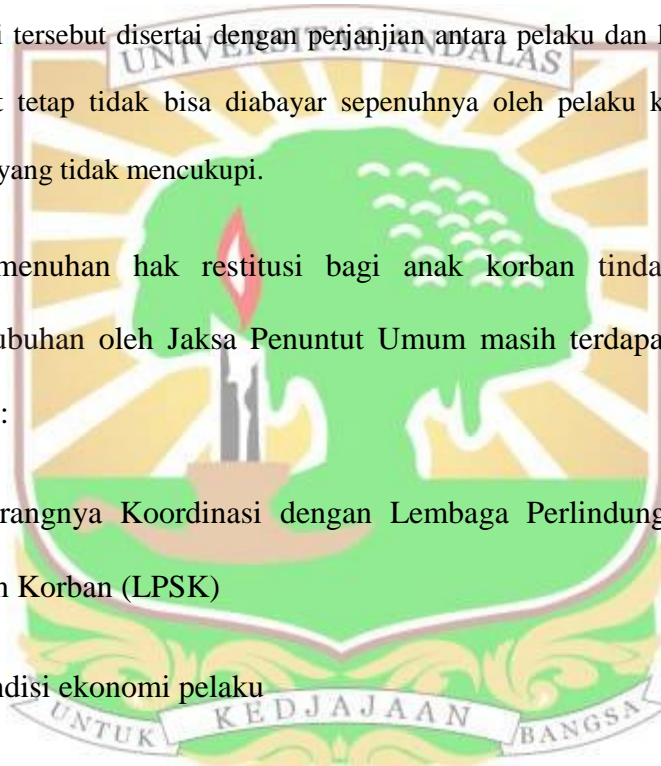 i tersebut disertai dengan perjanjian antara pelaku dan
UNIVERSITAS ANDALAS
t tetap tidak bisa diabayar sepenuhnya oleh pelaku k
yang tidak mencukupi.
menuhan hak restitusi bagi anak korban tinda
ubuhan oleh Jaksa Penuntut Umum masih terdapa
:
rangnya Koordinasi dengan Lembaga Perlindung
n Korban (LPSK)
ndisi ekonomi pelaku
UNTUK KEDJAJAAN BANGSA